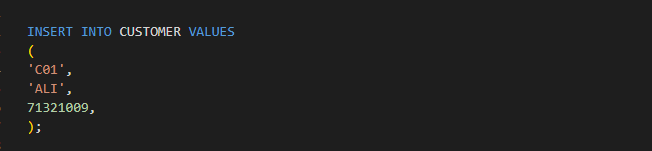 INSERT INTO CUSTOMER VALUES
(
'C01',
'ALI',
71321009,
);